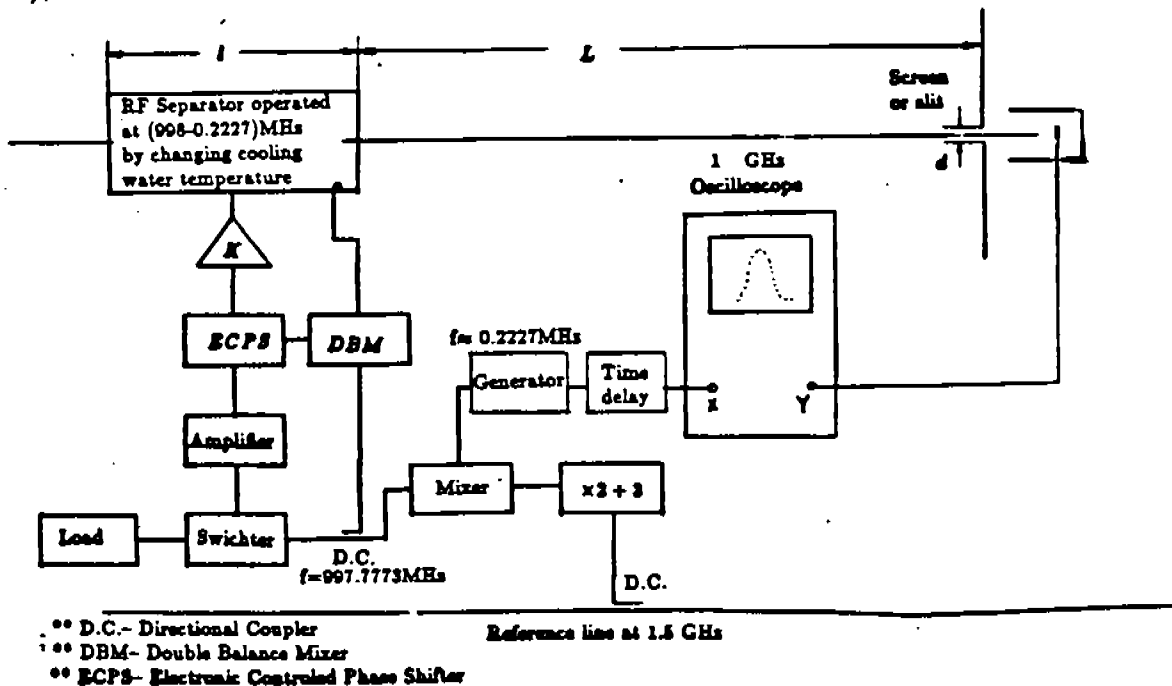 l
L
RF Separator operated
at (998-0.2227)MHs
by changing cooling
water temperature
Screen
or slit
d
1 GHs
Oscilloscope
K
ECPS
DBM
f= 0.2227MHs
Generator
Time
delay
X
Y
Amplifier
Mixer
×2÷3
Load
Swichter
D.C.
f=997.7773MHs
D.C.
Reference line at 1.5 GHs
** D.C.- Directional Coupler
** DBM- Double Balance Mixer
** ECPS- Electronic Controled Phase Shifter